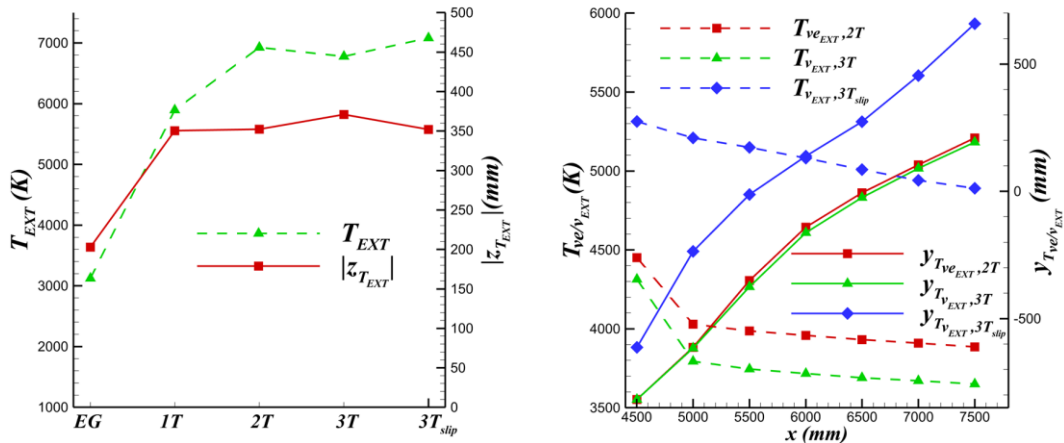 T_EXT (K)
7000
6000
5000
4000
3000
2000
1000
500
450
400
350
300
250
200
150
100
50
0
|z_T_EXT|(mm)
T_EXT
|z_T_EXT|
EG 1T 2T 3T 3T_slip
T_ve/v_EXT (K)
6000
5500
5000
4500
4000
3500
500
0
-500
y_T_ve/v_EXT (mm)
T_ve_EXT,2T
T_v_EXT,3T
T_v_EXT,3T_slip
y_T_ve_EXT,2T
y_T_v_EXT,3T
y_T_v_EXT,3T_slip
4500 5000 5500 6000 6500 7000 7500
x (mm)